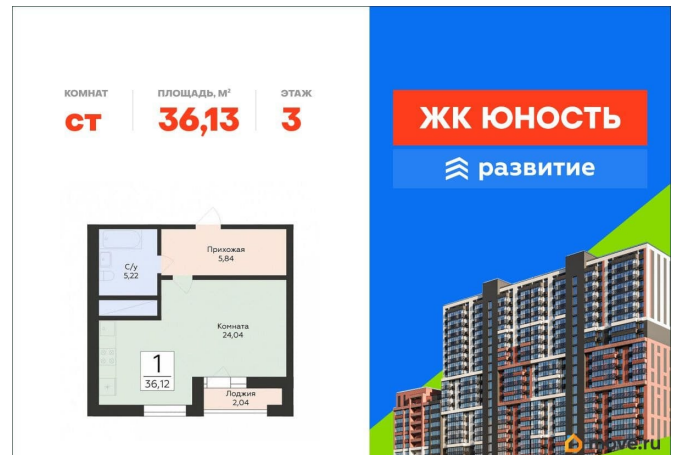 КОМНАТ
ПЛОЩАДЬ, М²
ЭТАЖ
ст
36,13
3
ЖК ЮНОСТЬ
развитие
Прихожая
5,84
С/у
5,22
Комната
24,04
1
36,12
Лоджия
2,04
move.ru